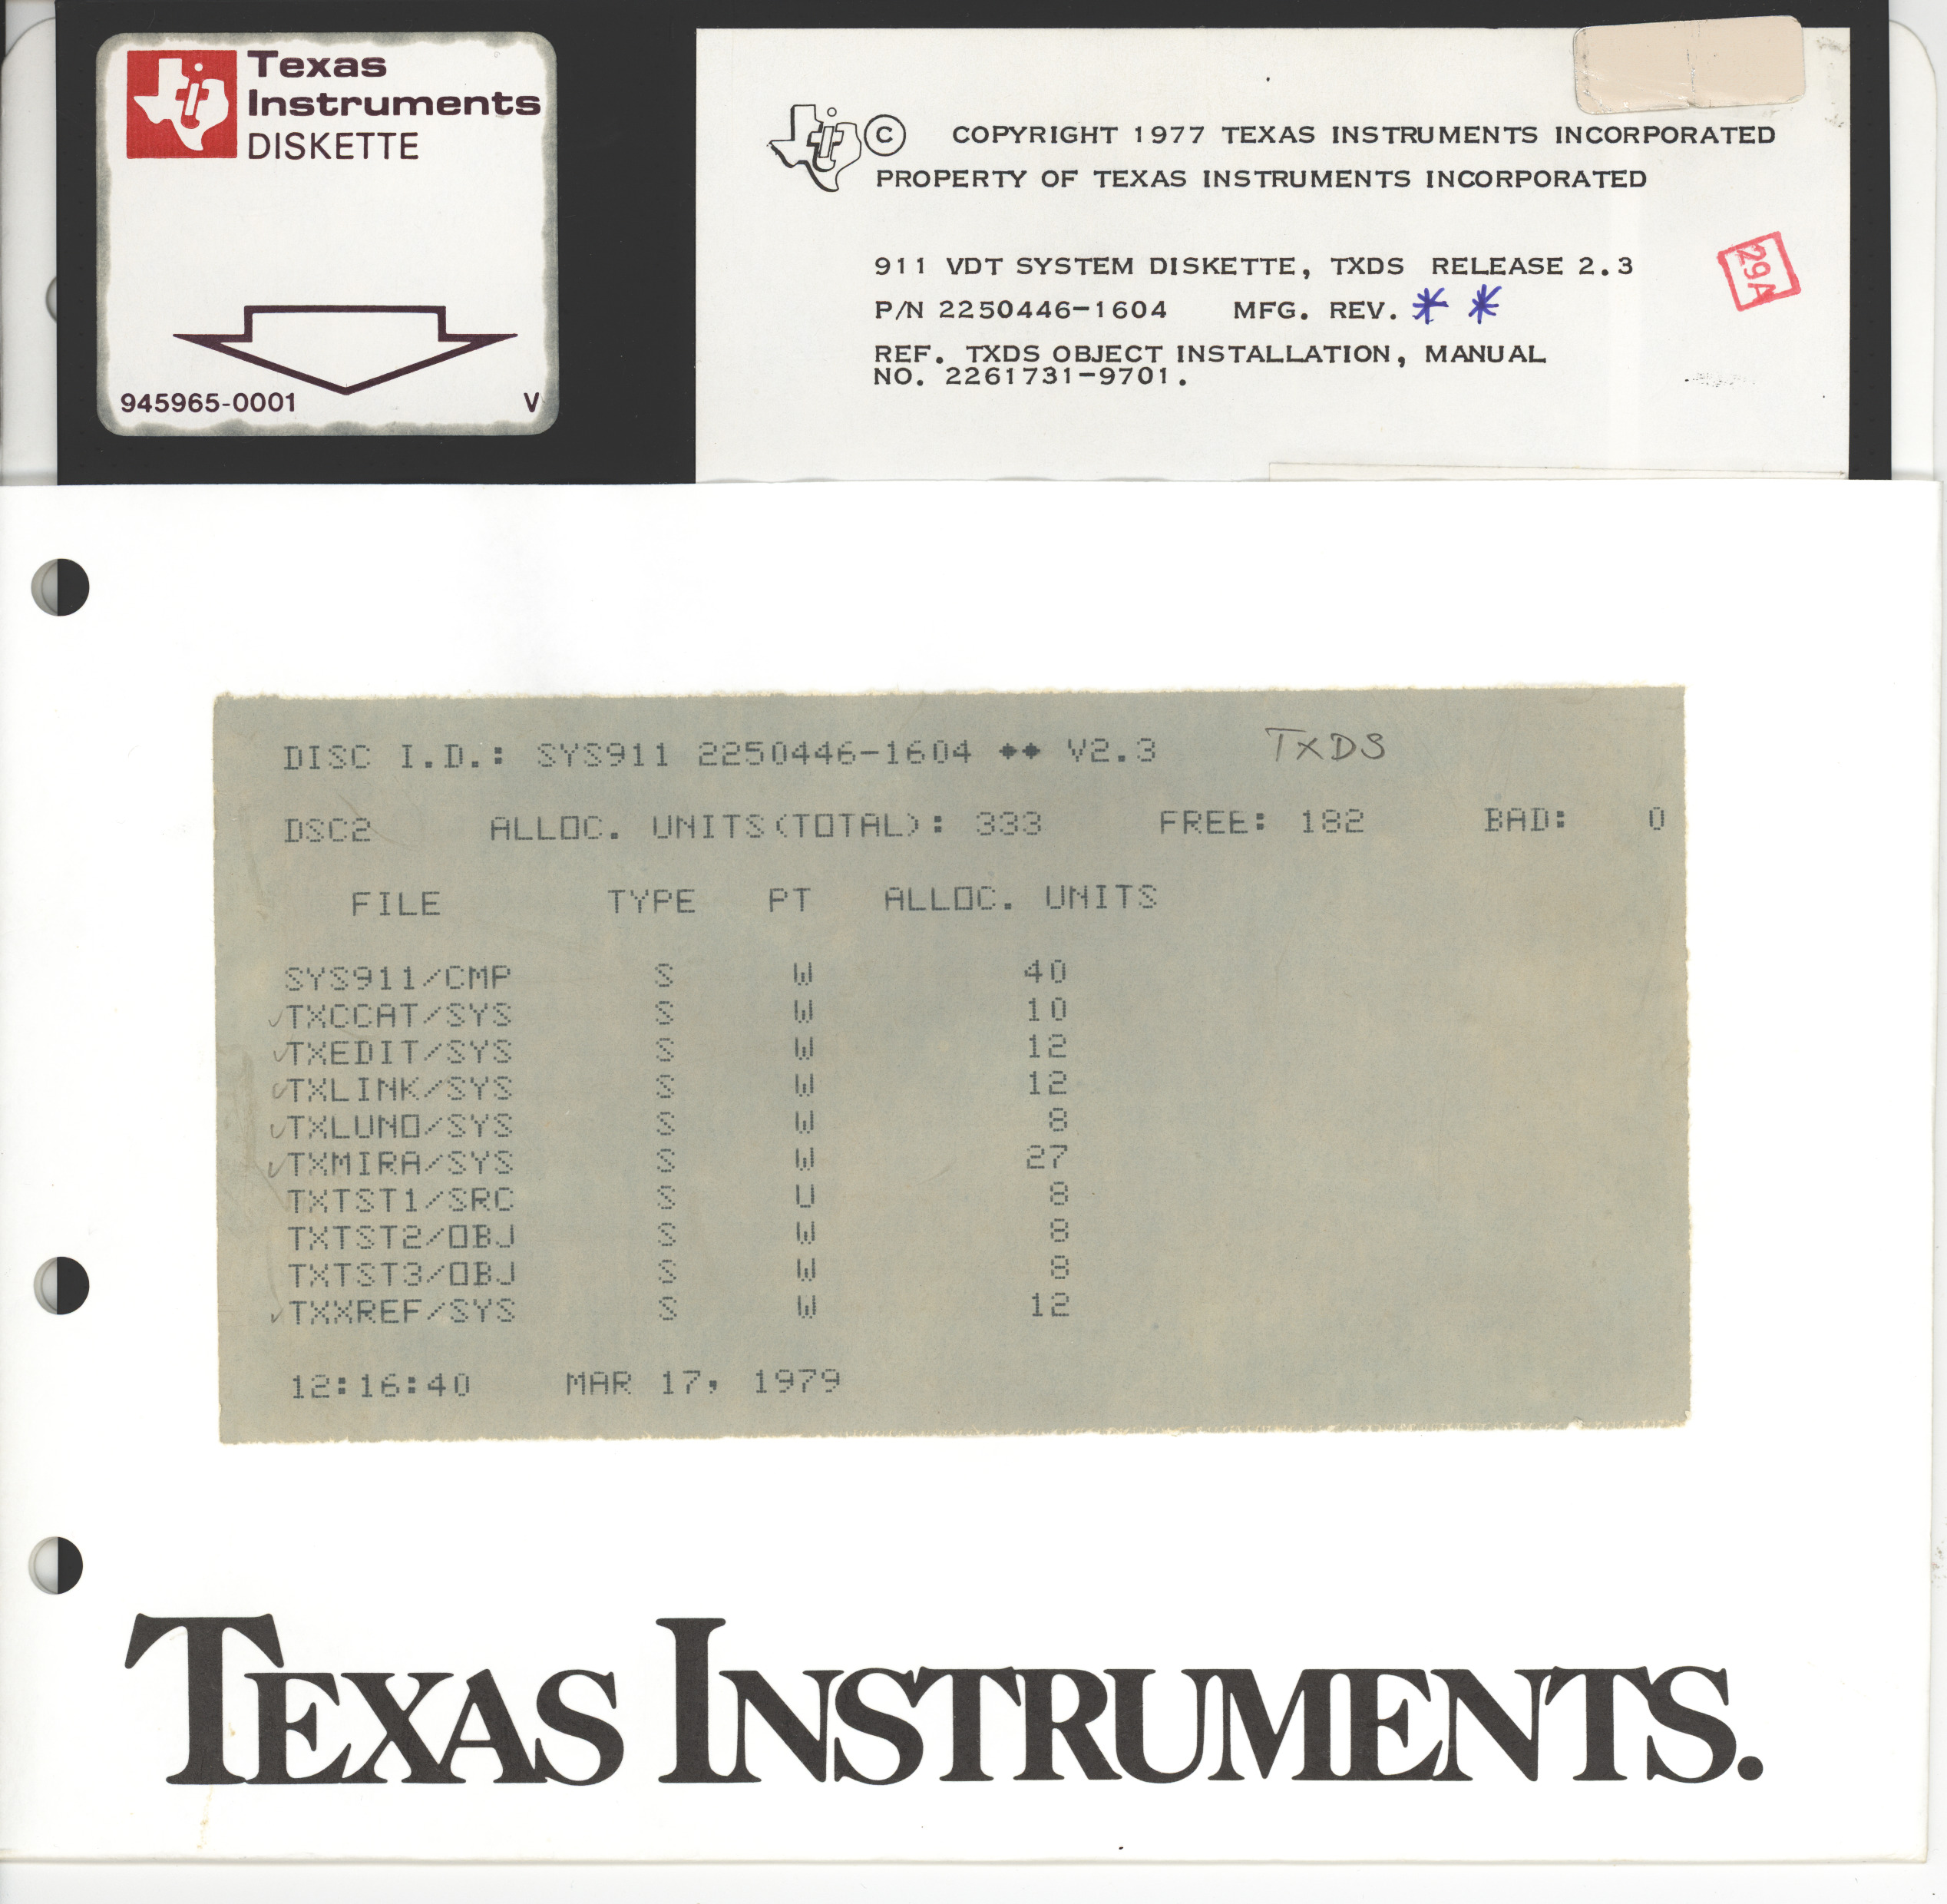 Texas
Instruments
DISKETTE
945965-0001 V
© COPYRIGHT 1977 TEXAS INSTRUMENTS INCORPORATED
PROPERTY OF TEXAS INSTRUMENTS INCORPORATED
911 VDT SYSTEM DISKETTE, TXDS RELEASE 2.3
P/N 2250446-1604 MFG. REV. * *
REF. TXDS OBJECT INSTALLATION, MANUAL
NO. 2261731-9701.
29A
DISC I.D.: SYS911 2250446-1604 ** V2.3 TXDS
DSC2 ALLOC. UNITS(TOTAL): 333 FREE: 182 BAD: 0
FILE TYPE PT ALLOC. UNITS
SYS911/CMP S W 40
✓TXCCAT/SYS S W 10
✓TXEDIT/SYS S W 12
✓TXLINK/SYS S W 12
✓TXLUNO/SYS S W 8
✓TXMIRA/SYS S W 27
TXTST1/SRC S U 8
TXTST2/OBJ S W 8
TXTST3/OBJ S W 8
✓TXXREF/SYS S W 12
12:16:40 MAR 17, 1979
TEXAS INSTRUMENTS.